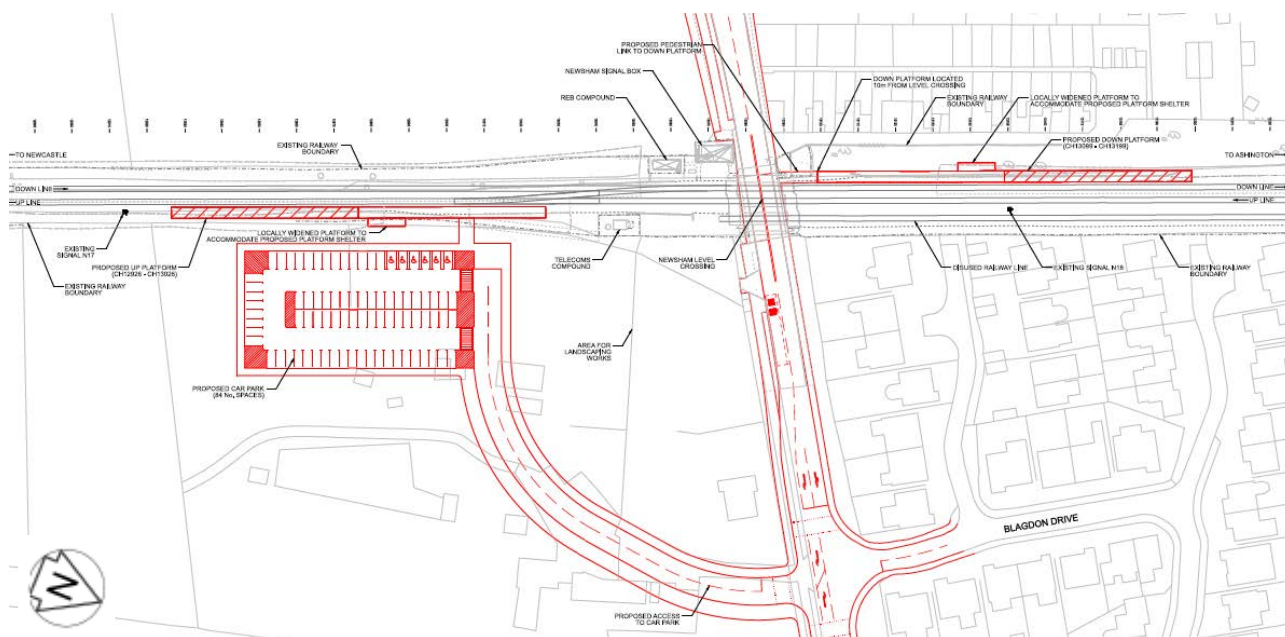 PROPOSED PEDESTRIAN
LINK TO DOWN PLATFORM
NEWSHAM SIGNAL BOX
REB COMPOUND
DOWN PLATFORM LOCATED
10m FROM LEVEL CROSSING
EXISTING RAILWAY
BOUNDARY
LOCALLY WIDENED PLATFORM TO
ACCOMMODATE PROPOSED PLATFORM SHELTER
PROPOSED DOWN PLATFORM
EXISTING RAILWAY
BOUNDARY
TO NEWCASTLE
TO ASHINGTON
DOWN LINE
UP LINE
DOWN LINE
UP LINE
EXISTING
SIGNAL N17
PROPOSED UP PLATFORM
EXISTING RAILWAY
BOUNDARY
LOCALLY WIDENED PLATFORM TO
ACCOMMODATE PROPOSED PLATFORM SHELTER
TELECOMS
COMPOUND
NEWSHAM LEVEL
CROSSING
DISUSED RAILWAY LINE
EXISTING SIGNAL N18
EXISTING RAILWAY
BOUNDARY
AREA FOR
LANDSCAPING
WORKS
PROPOSED CAR PARK
(84 No. SPACES)
BLAGDON DRIVE
PROPOSED ACCESS
TO CAR PARK
N